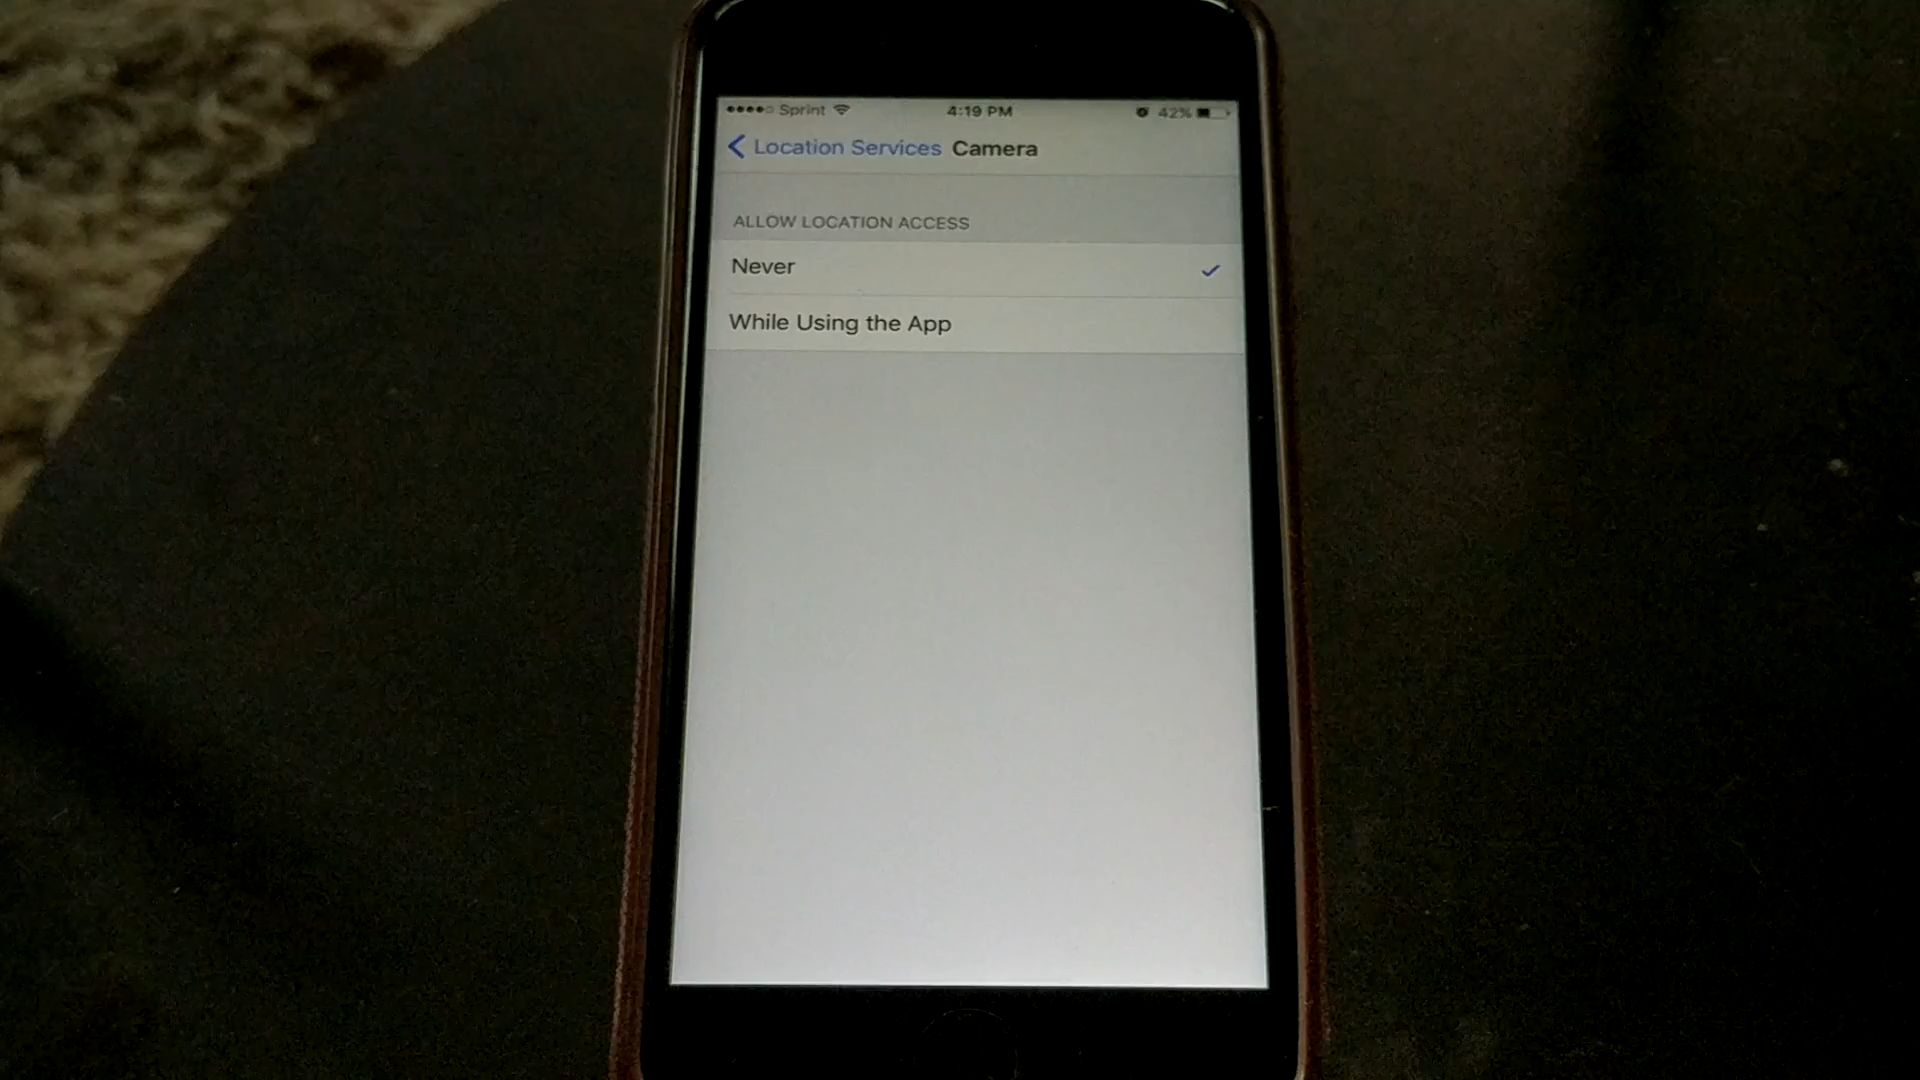 Sprint 4:19 PM 42%
Location Services Camera
ALLOW LOCATION ACCESS
Never
While Using the App